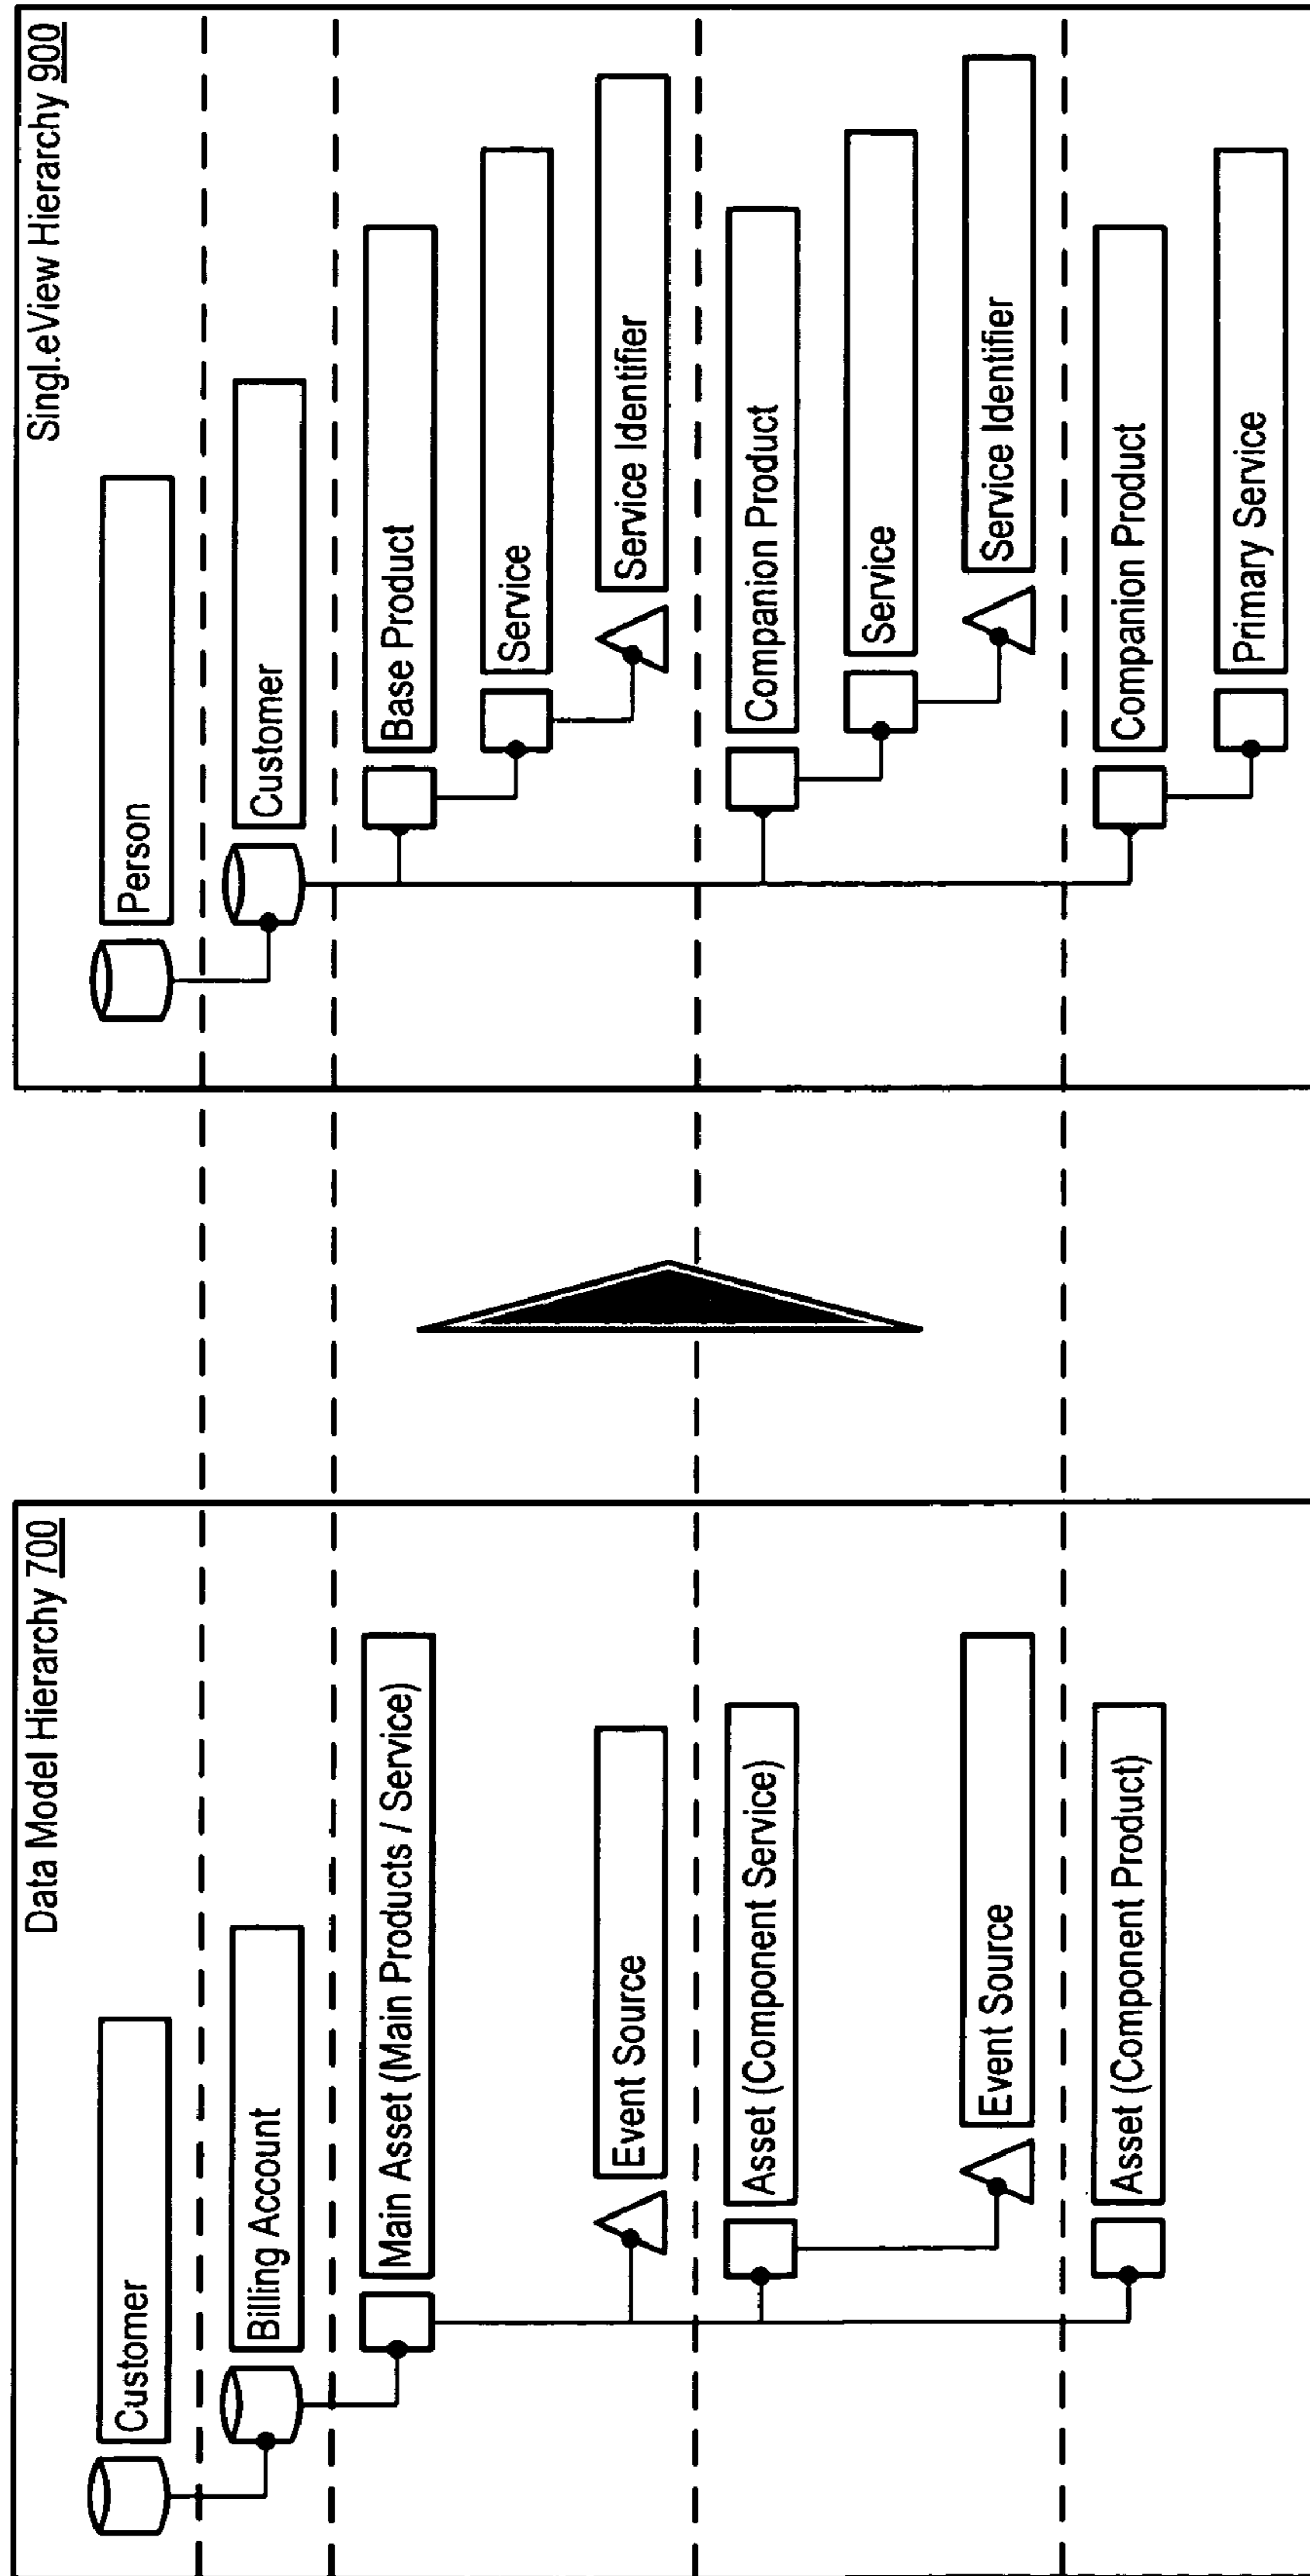 Data Model Hierarchy 700
Customer
Billing Account
Main Asset (Main Products / Service)
Event Source
Asset (Component Service)
Event Source
Asset (Component Product)
Singl.eView Hierarchy 900
Person
Customer
Base Product
Service
Service Identifier
Companion Product
Service
Service Identifier
Companion Product
Primary Service